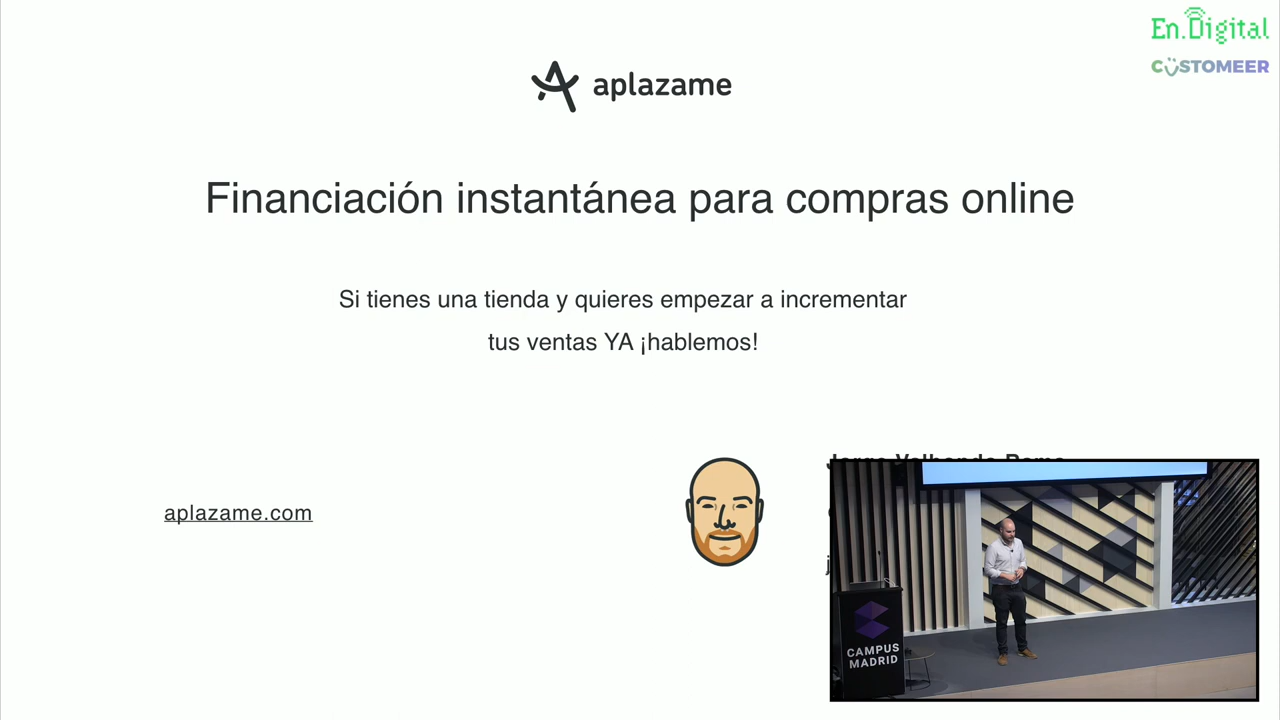 En.Digital
CUSTOMEER
aplazame
Financiación instantánea para compras online
Si tienes una tienda y quieres empezar a incrementar
tus ventas YA ¡hablemos!
aplazame.com
CAMPUS
MADRID